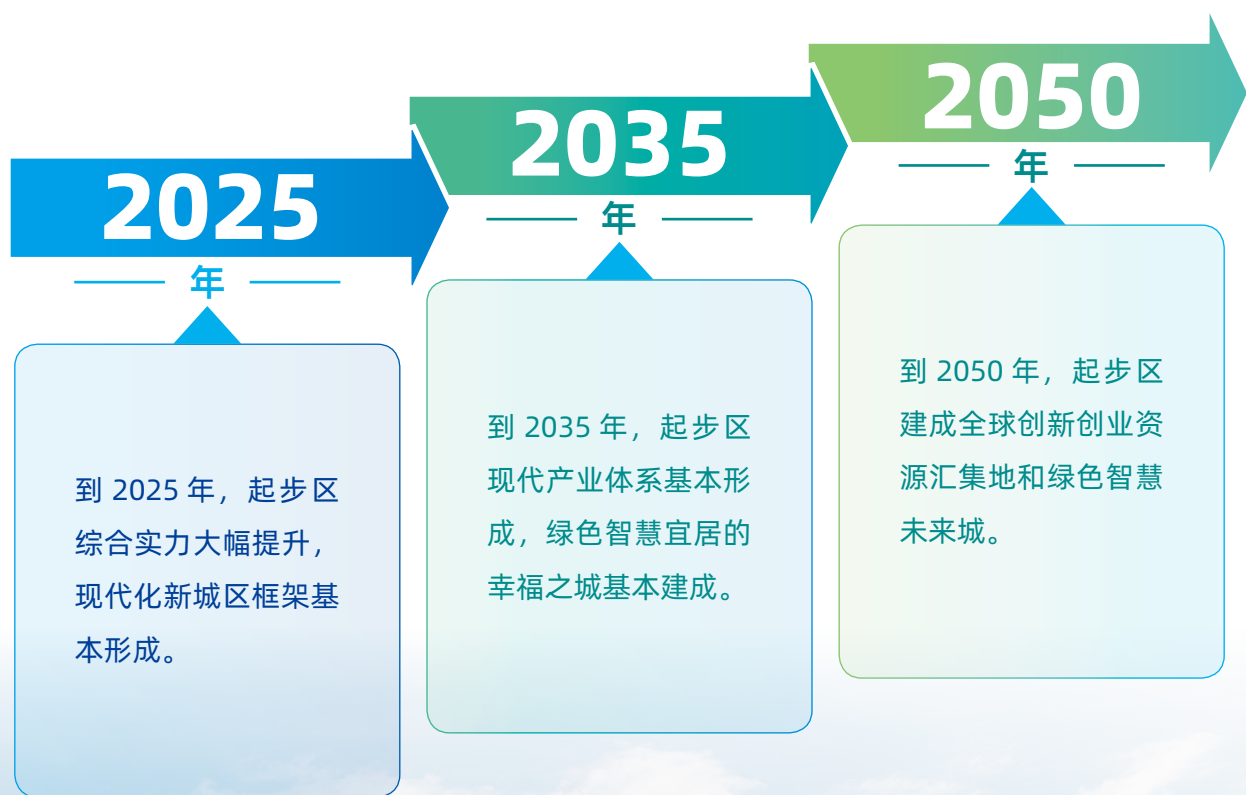 2025
年
到 2025 年，起步区
综合实力大幅提升，
现代化新城区框架基
本形成。
2035
年
到 2035 年，起步区
现代产业体系基本形
成，绿色智慧宜居的
幸福之城基本建成。
2050
年
到 2050 年，起步区
建成全球创新创业资
源汇集地和绿色智慧
未来城。